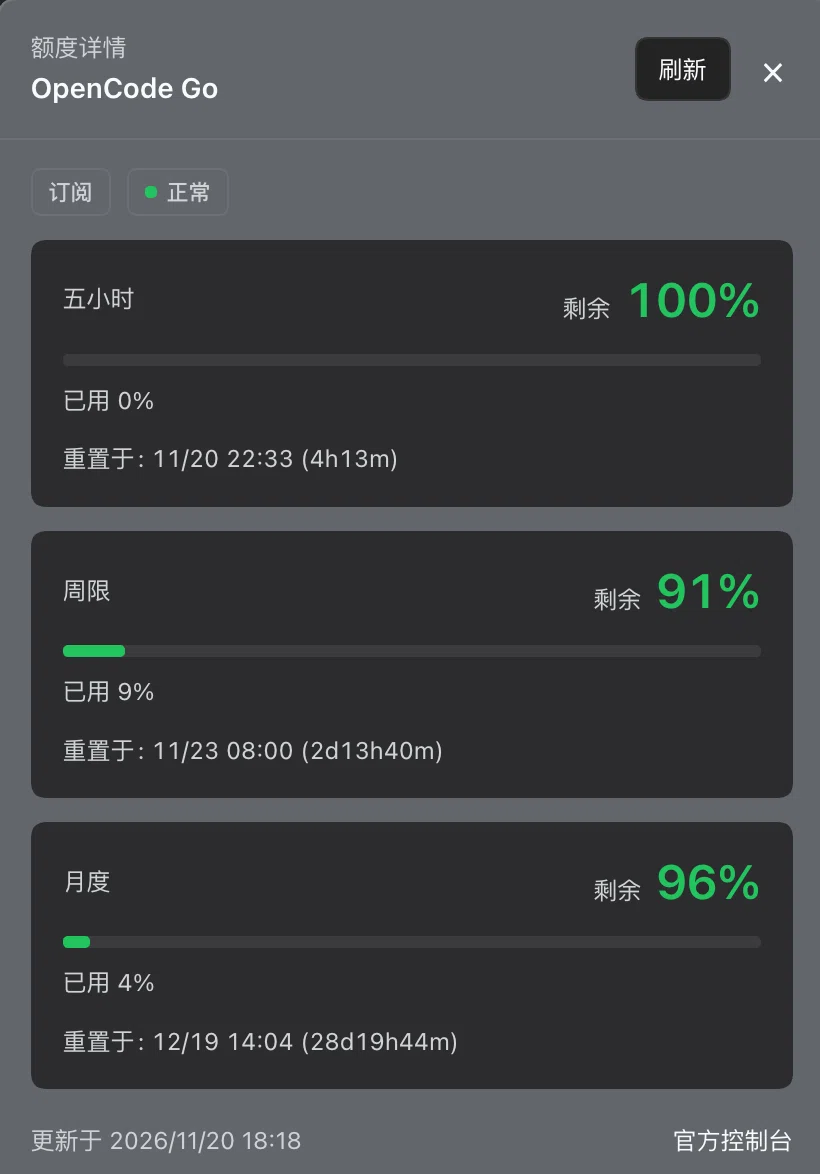 额度详情
OpenCode Go
刷新
订阅
正常
五小时
剩余 100%
已用 0%
重置于: 11/20 22:33 (4h13m)
周限
剩余 91%
已用 9%
重置于: 11/23 08:00 (2d13h40m)
月度
剩余 96%
已用 4%
重置于: 12/19 14:04 (28d19h44m)
更新于 2026/11/20 18:18
官方控制台